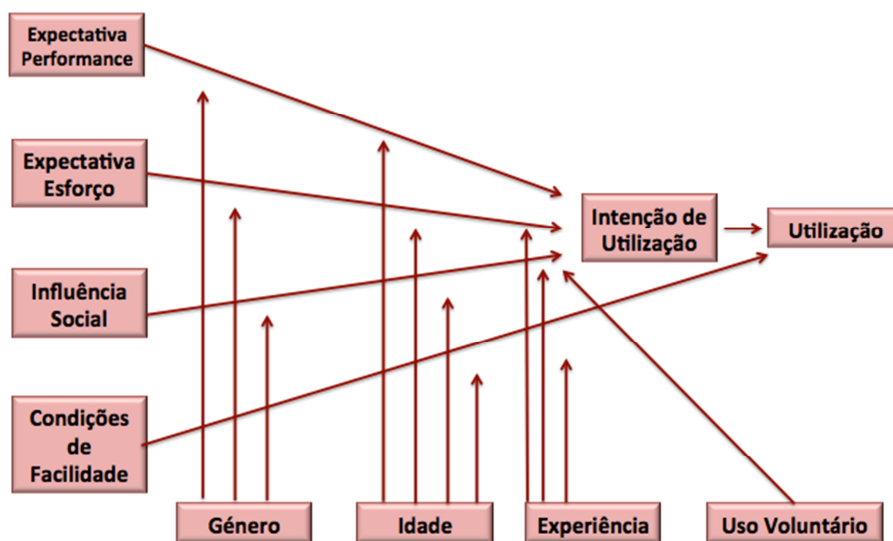 Expectativa
Performance
Expectativa
Esforço
Intenção de
Utilização
Utilização
Influência
Social
Condições
de
Facilidade
Género
Idade
Experiência
Uso Voluntário